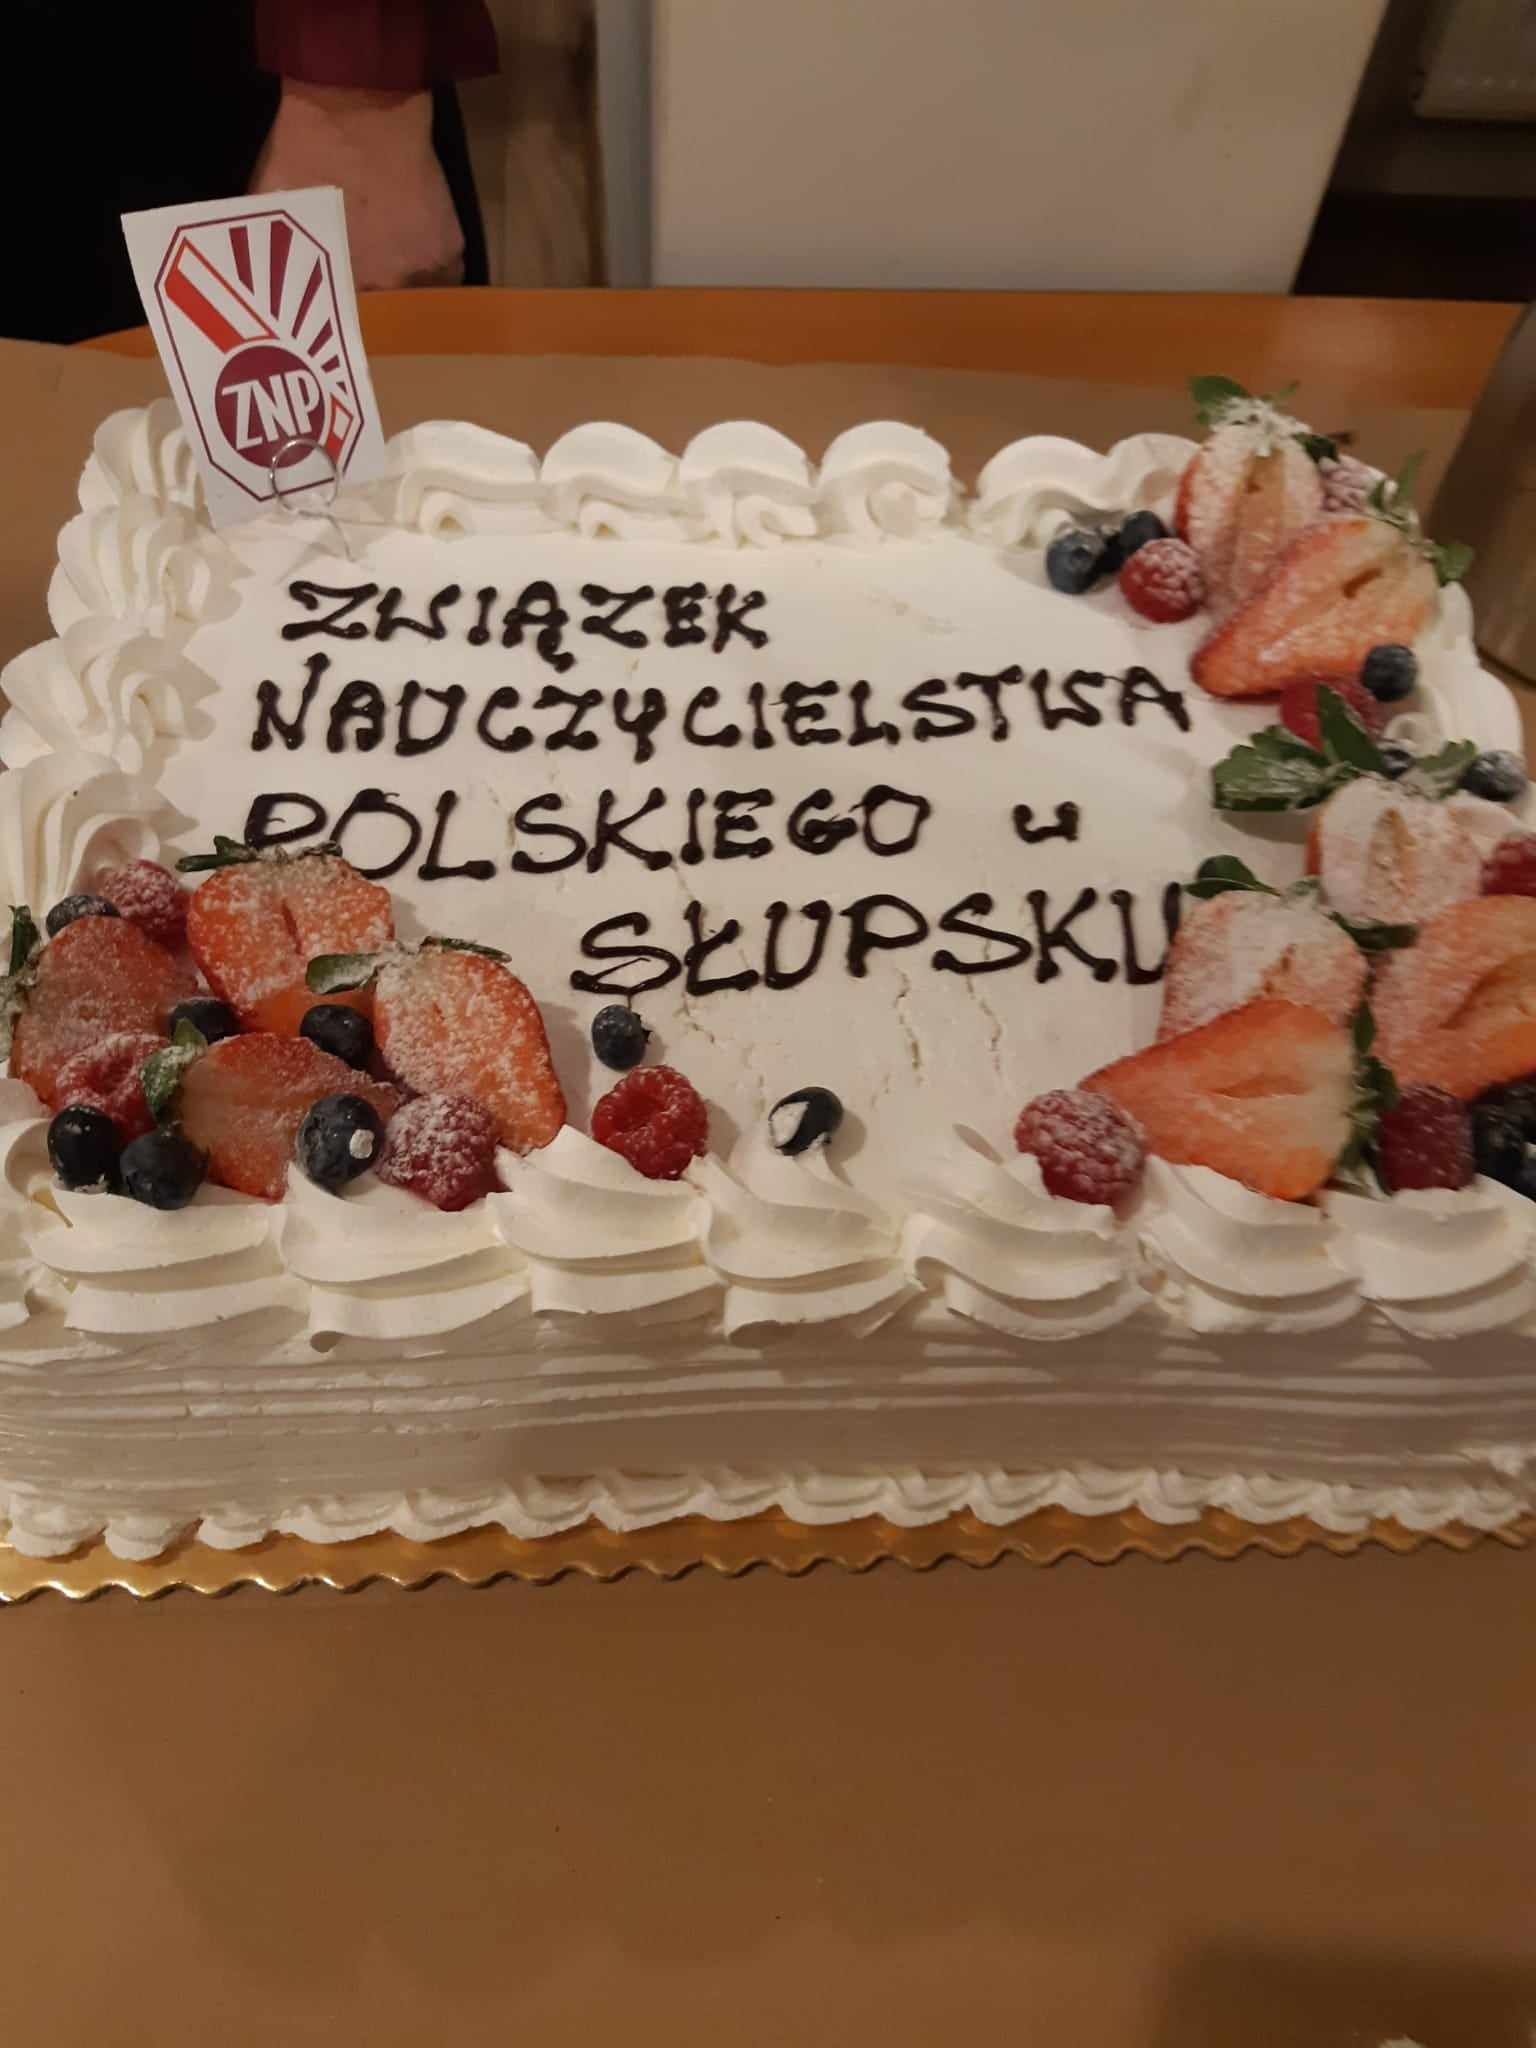 ZNP
ZWIĄZEK
NAUCZYCIELSTWA
POLSKIEGO w
SŁUPSKU